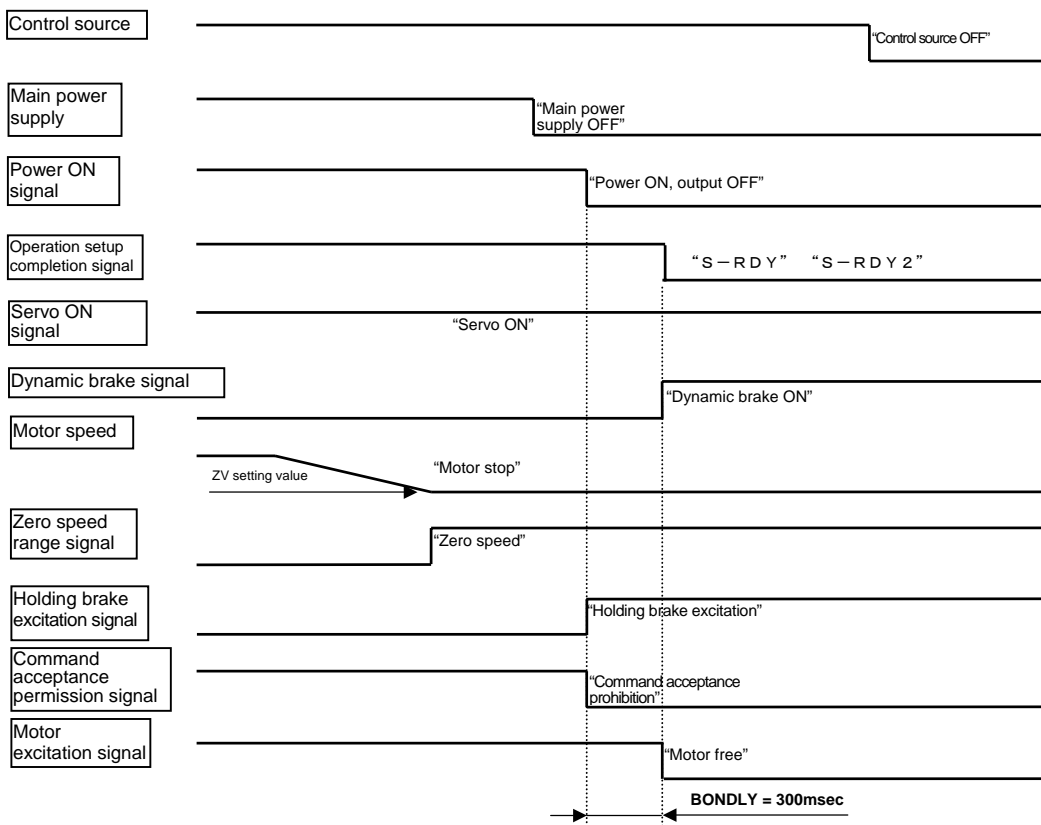 Control source
“Control source OFF”
Main power
supply
“Main power
supply OFF”
Power ON
signal
“Power ON, output OFF”
Operation setup
completion signal
“Ｓ－ＲＤＹ” “Ｓ－ＲＤＹ２”
Servo ON
signal
“Servo ON”
Dynamic brake signal
“Dynamic brake ON”
Motor speed
ZV setting value
“Motor stop”
Zero speed
range signal
“Zero speed”
Holding brake
excitation signal
“Holding brake excitation”
Command
acceptance
permission signal
“Command acceptance
prohibition”
Motor
excitation signal
“Motor free”
BONDLY = 300msec